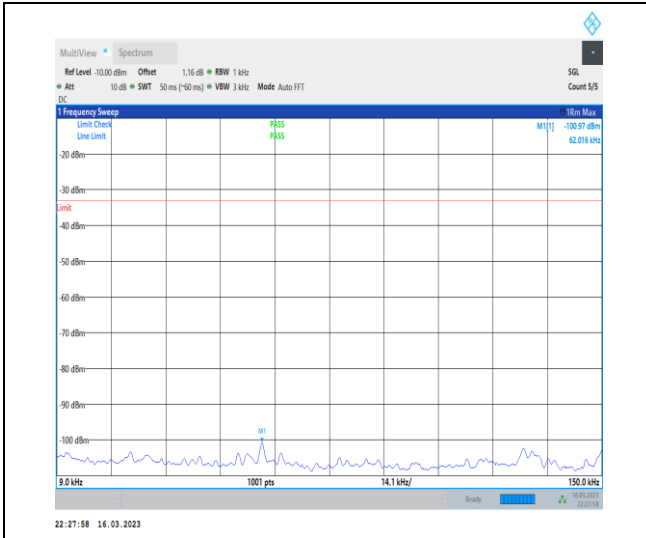 MultiView Spectrum
Ref Level -10.00 dBm Offset 1.16 dB RBW 1 kHz SGL
Att 10 dB SWT 50 ms (~60 ms) VBW 3 kHz Mode Auto FFT Count 5/5
DC
1 Frequency Sweep 1Rm Max
Limit Check PASS M1[1] -100.97 dBm
Line Limit PASS 62.016 kHz
-20 dBm
-30 dBm
Limit
-40 dBm
-50 dBm
-60 dBm
-70 dBm
-80 dBm
-90 dBm
M1
-100 dBm
9.0 kHz 1001 pts 14.1 kHz/ 150.0 kHz
Ready 16.03.2023
22:27:58
22:27:58 16.03.2023